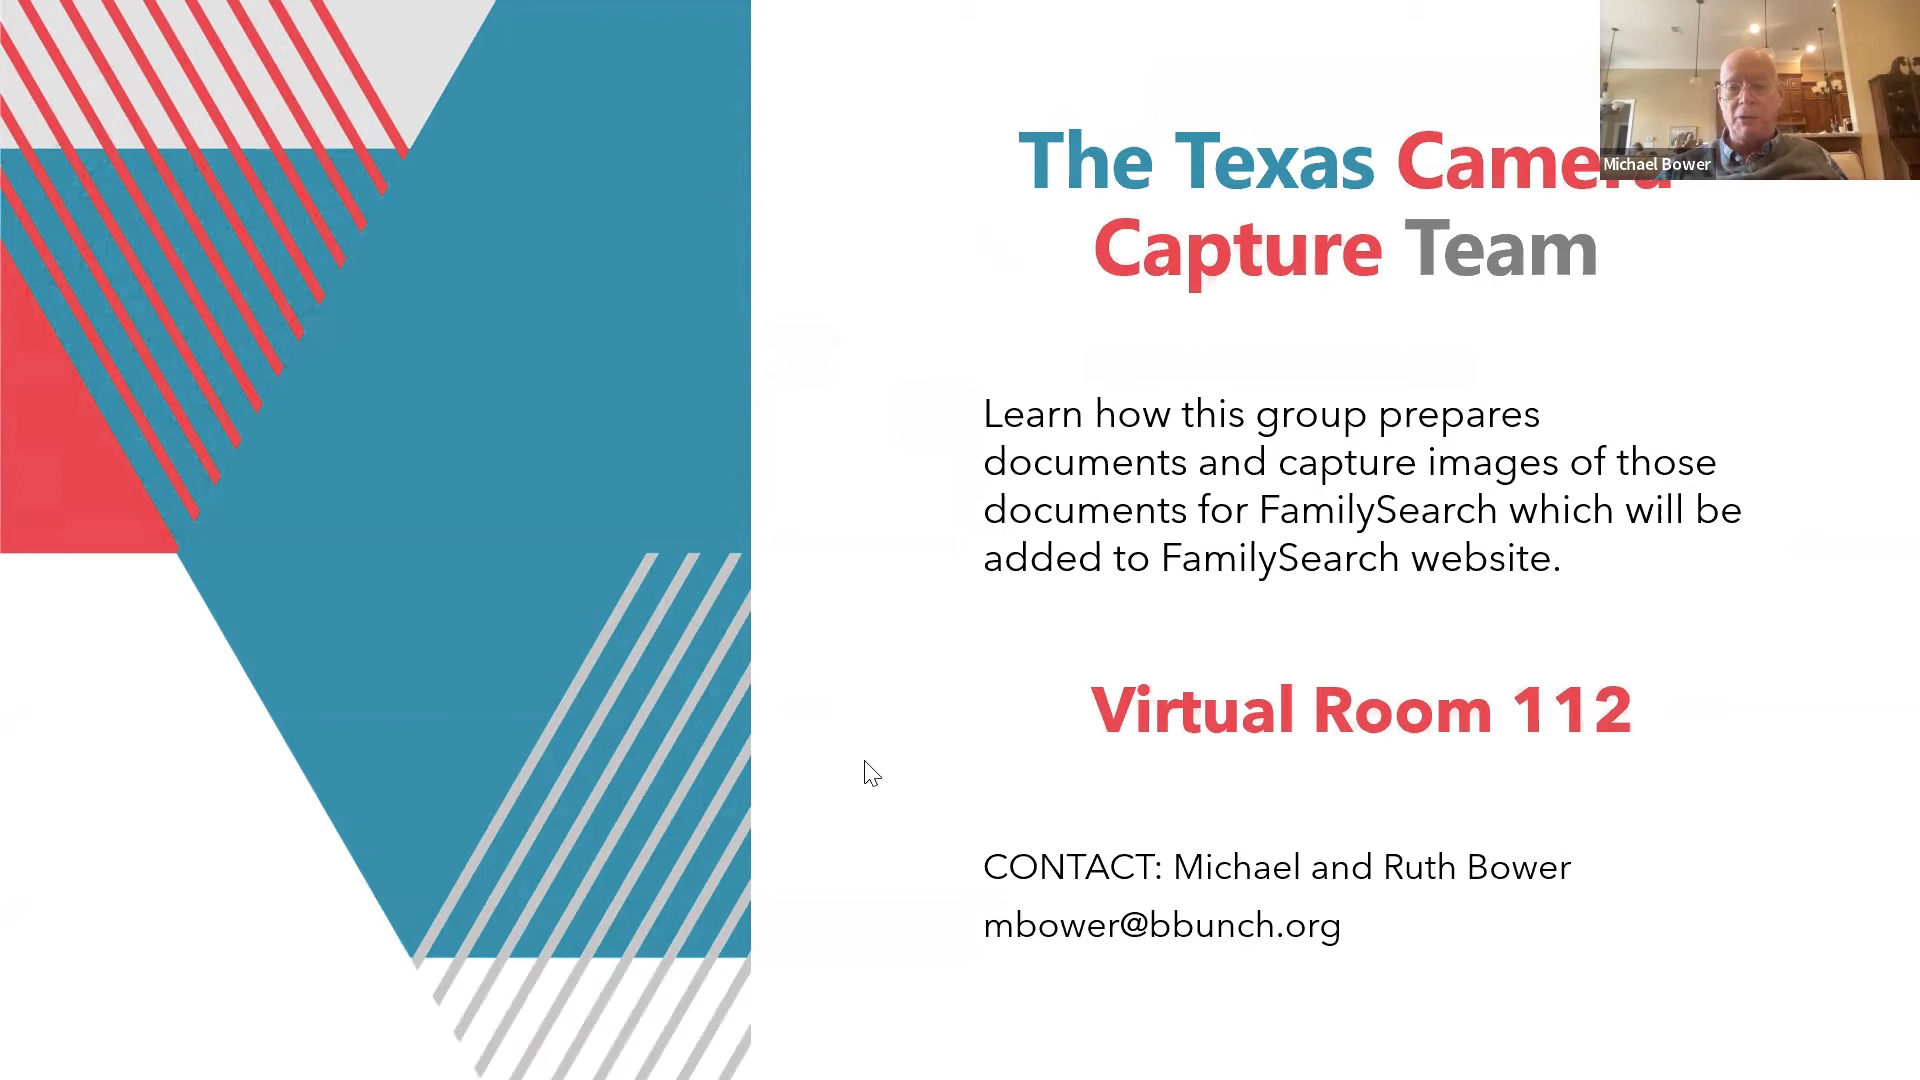 The Texas Camera
Michael Bower
Capture Team
Learn how this group prepares
documents and capture images of those
documents for FamilySearch which will be
added to FamilySearch website.
Virtual Room 112
CONTACT: Michael and Ruth Bower
mbower@bbunch.org